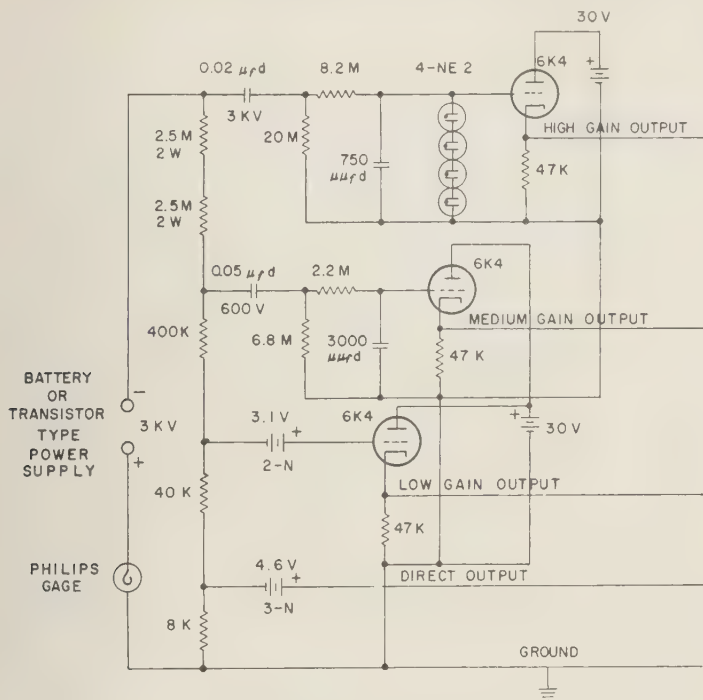 30 V
6K4
0.02 μfd
8.2 M
4-NE 2
3 KV
HIGH GAIN OUTPUT
2.5 M
2 W
20 M
750
μμfd
47 K
2.5 M
2 W
6K4
0.05 μfd
2.2 M
600 V
MEDIUM GAIN OUTPUT
400K
6.8 M
3000
μμfd
47 K
BATTERY
OR
TRANSISTOR
TYPE
POWER
SUPPLY
-
3 KV
+
3.1 V
+
6K4
+
30 V
2-N
40 K
LOW GAIN OUTPUT
47K
4.6 V
+
DIRECT OUTPUT
PHILIPS
GAGE
3-N
8 K
GROUND
+